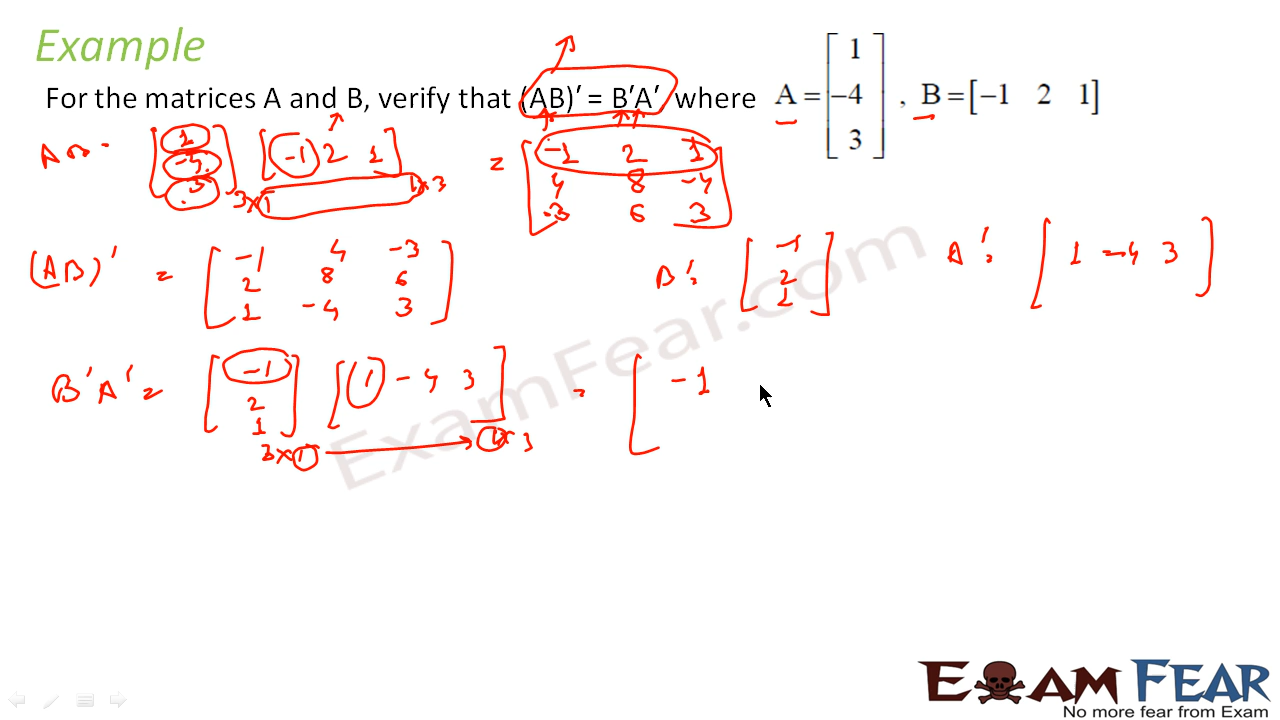 Example
For the matrices A and B, verify that (AB)′ = B′A′ where A = [1 −4 3] , B = [−1 2 1]
[1 -4 3] 3×1 [-1 2 1] 1×3 = [-1 2 1
4 8 -4
-3 6 3]
(AB)' = [-1 4 -3
2 8 6
1 -4 3]
B': [-1 2 1] A': [1 -4 3]
B'A' = [-1 2 1] 3×1 [1 -4 3] 1×3 = [-1
ExamFear.com
EXAM FEAR
No more fear from Exam